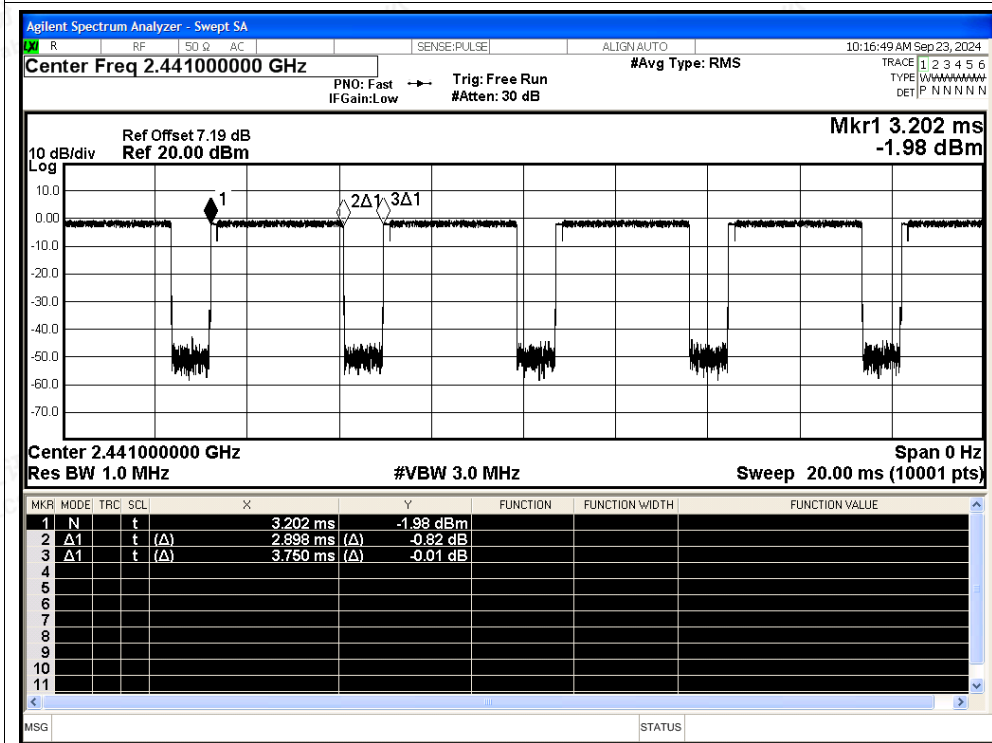 Agilent Spectrum Analyzer - Swept SA
LXI R RF 50 Ω AC SENSE:PULSE ALIGN AUTO 10:16:49 AM Sep 23, 2024
Center Freq 2.441000000 GHz #Avg Type: RMS TRACE 1 2 3 4 5 6
PNO: Fast Trig: Free Run TYPE WWWWWW
IFGain:Low #Atten: 30 dB DET P N N N N N
Mkr1 3.202 ms
Ref Offset 7.19 dB
10 dB/div Ref 20.00 dBm -1.98 dBm
Log
10.0
1 2Δ1 3Δ1
0.00
-10.0
-20.0
-30.0
-40.0
-50.0
-60.0
-70.0
Center 2.441000000 GHz Span 0 Hz
Res BW 1.0 MHz #VBW 3.0 MHz Sweep 20.00 ms (10001 pts)
MKR MODE TRC SCL X Y FUNCTION FUNCTION WIDTH FUNCTION VALUE
1 N t 3.202 ms -1.98 dBm
2 Δ1 t (Δ) 2.898 ms (Δ) -0.82 dB
3 Δ1 t (Δ) 3.750 ms (Δ) -0.01 dB
4
5
6
7
8
9
10
11
MSG STATUS